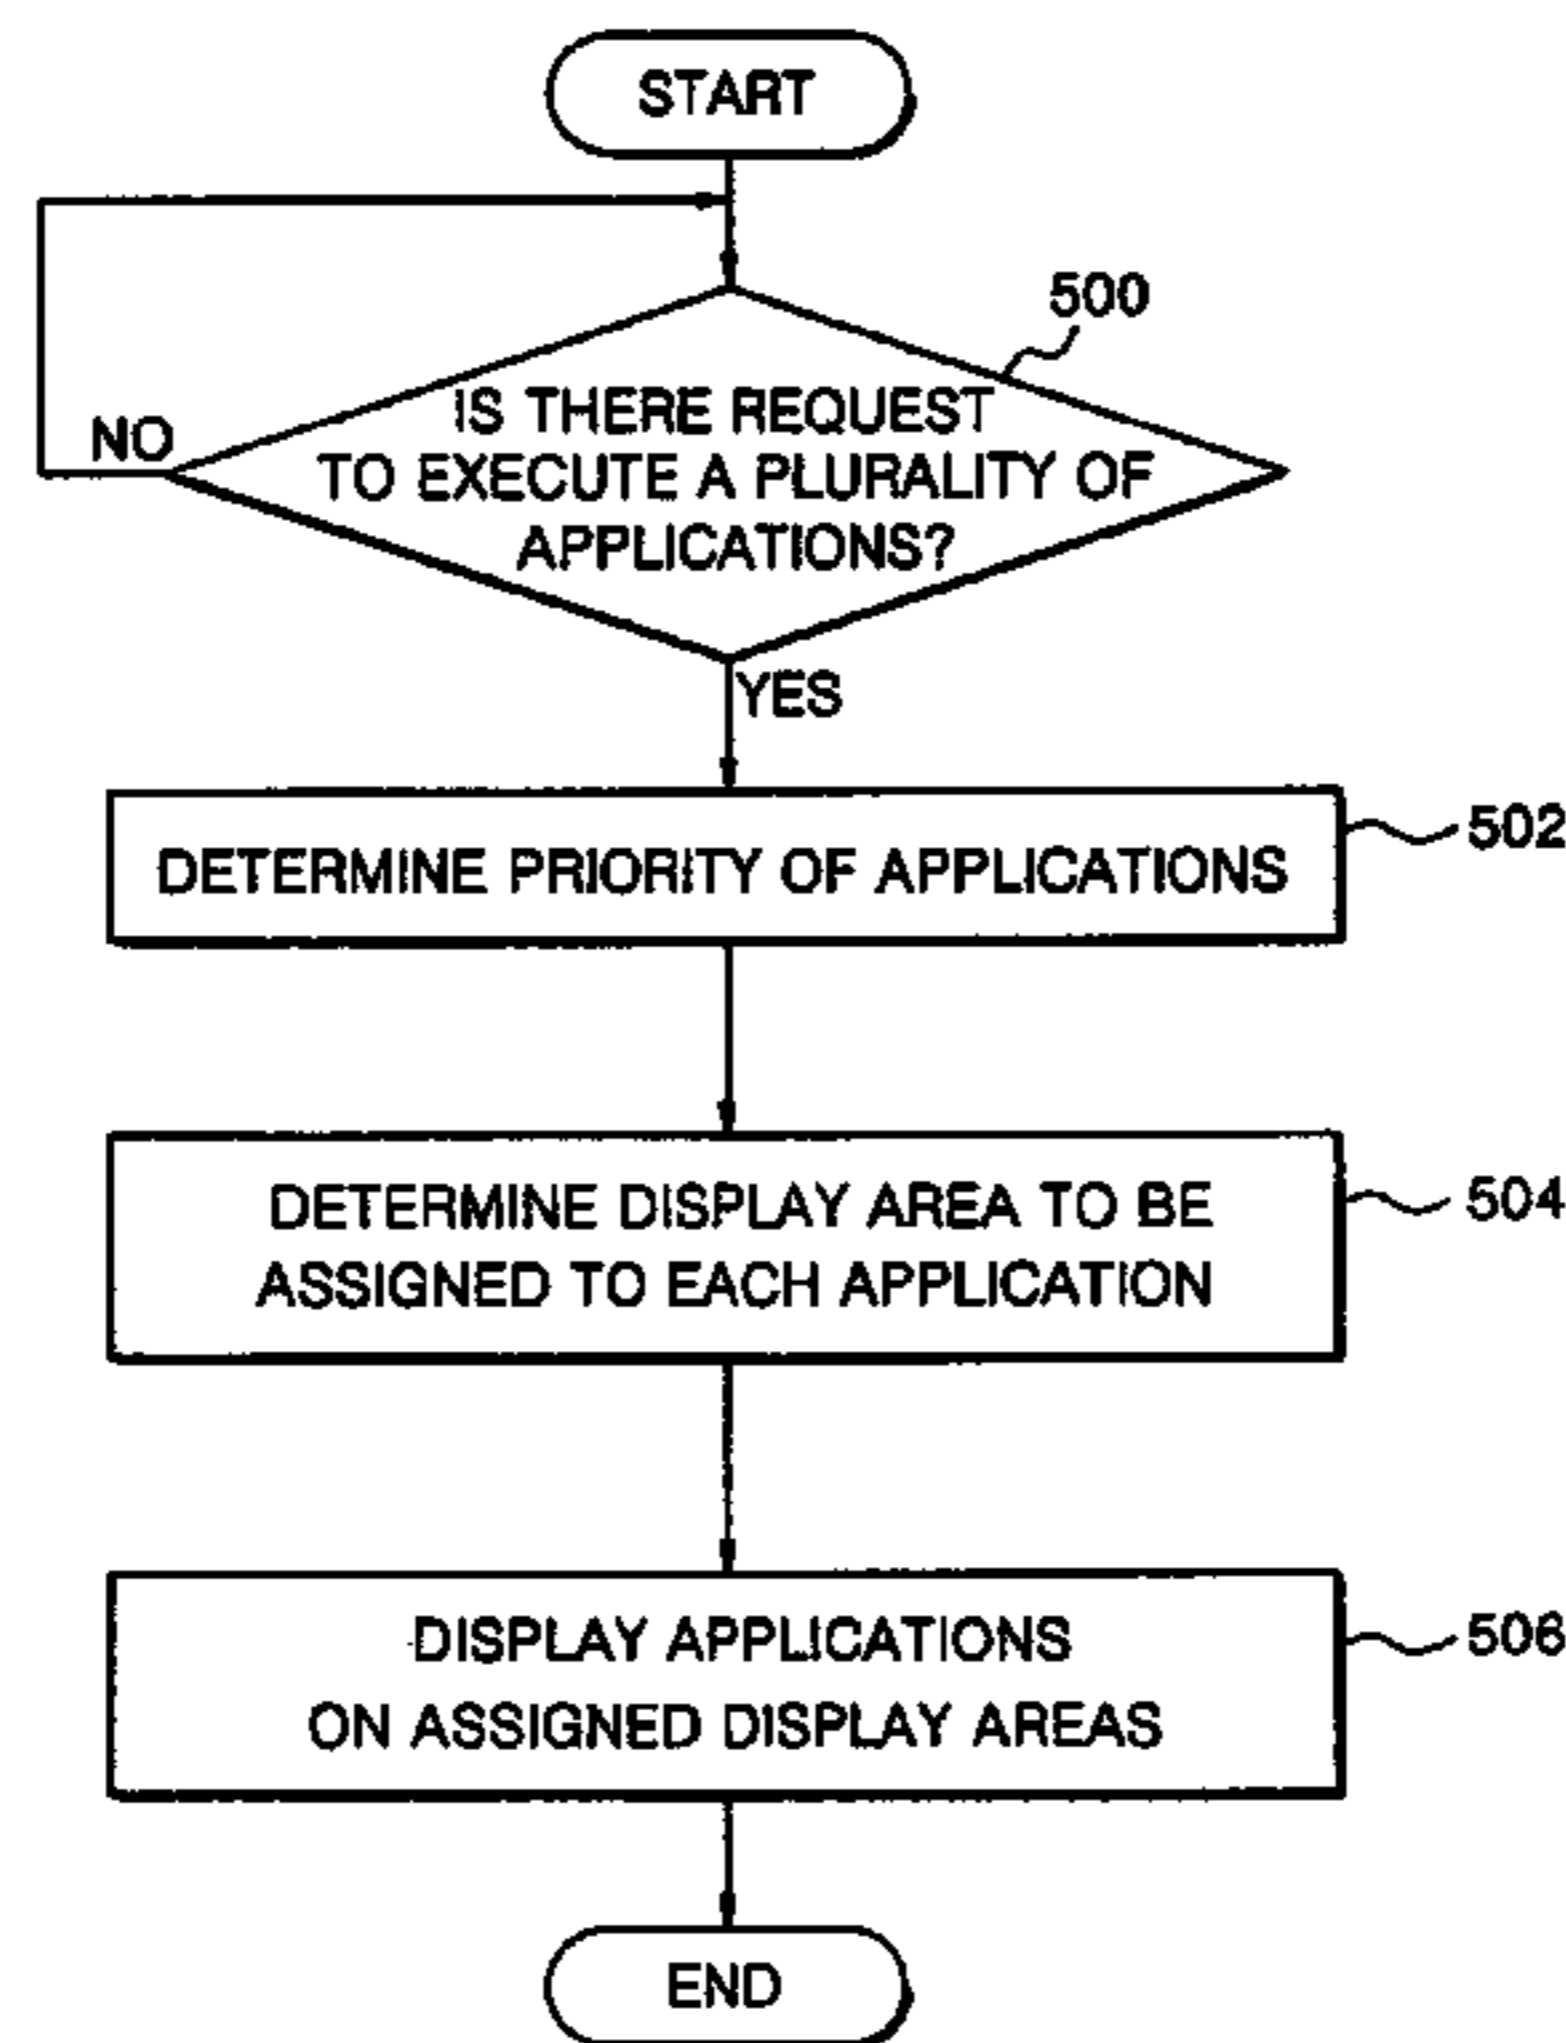 START
500
IS THERE REQUEST
TO EXECUTE A PLURALITY OF
APPLICATIONS?
NO
YES
DETERMINE PRIORITY OF APPLICATIONS
502
DETERMINE DISPLAY AREA TO BE
ASSIGNED TO EACH APPLICATION
504
DISPLAY APPLICATIONS
ON ASSIGNED DISPLAY AREAS
506
END